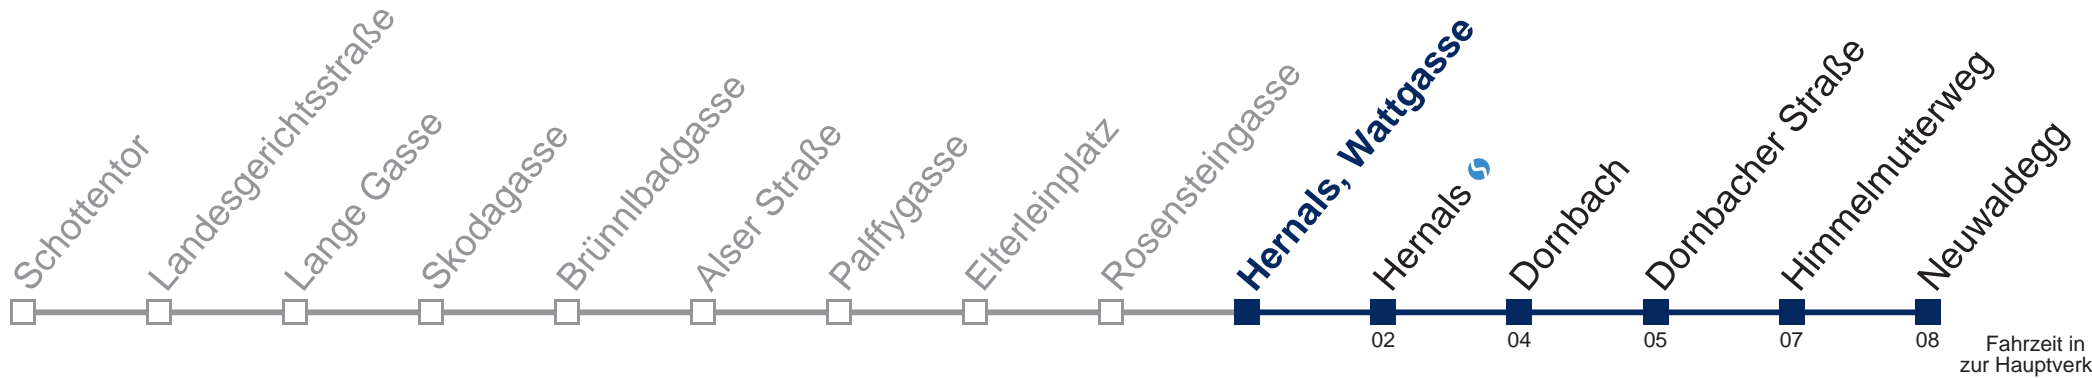 Schottentor
Landesgerichtsstraße
Lange Gasse
Skodagasse
Brünnlbadgasse
Alser Straße
Palffygasse
Elterleinplatz
Rosensteingasse
Hernals, Wattgasse
Hernals
Dornbach
Dornbacher Straße
Himmelmutterweg
Neuwaldegg
02 04 05 07 08
Fahrzeit in
zur Hauptverk